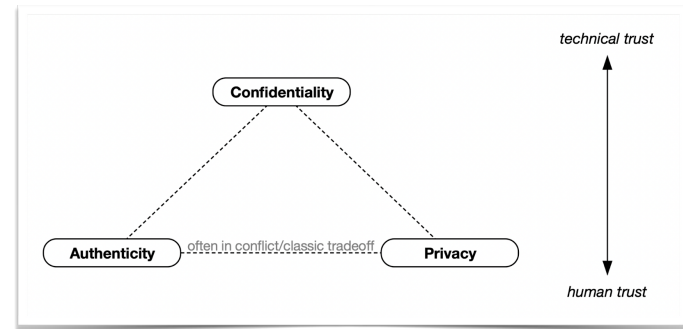 technical trust
Confidentiality
Authenticity
often in conflict/classic tradeoff
Privacy
human trust